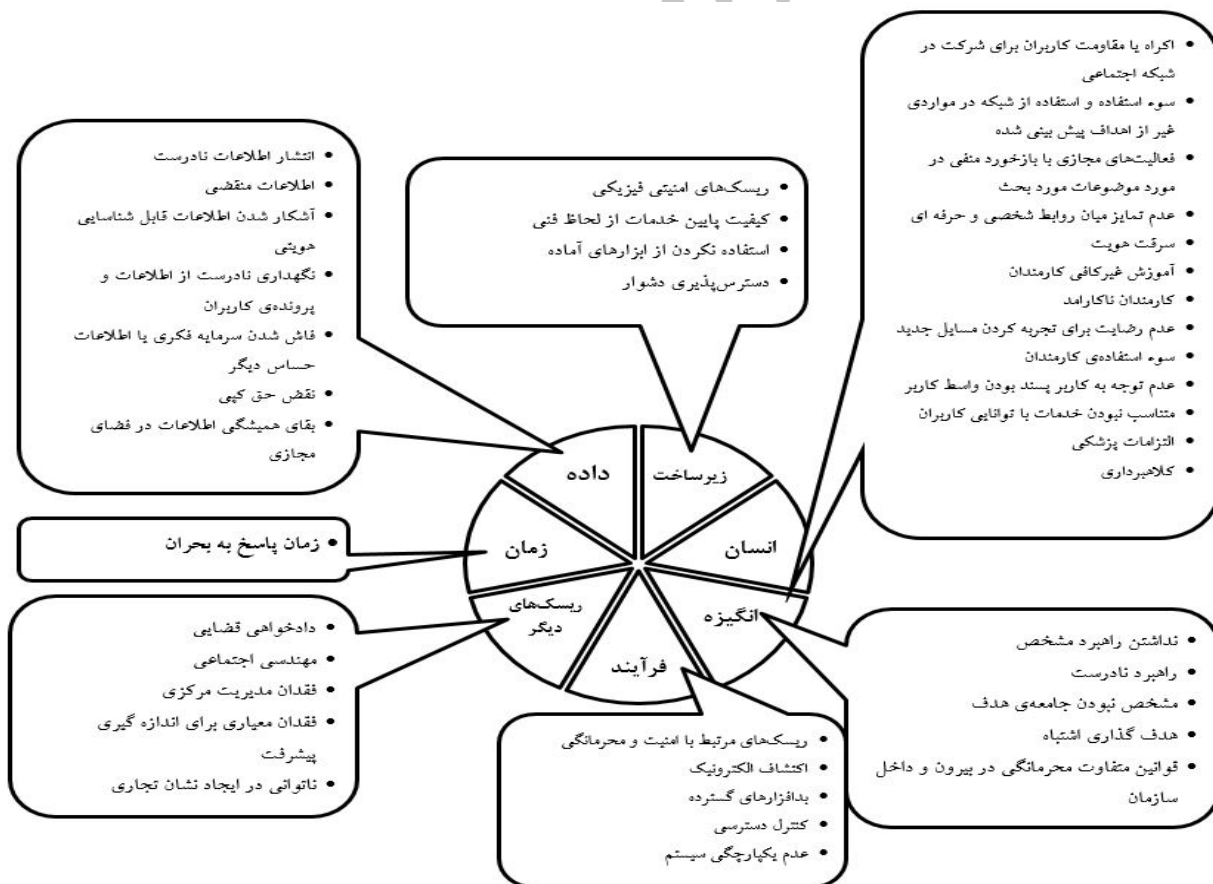 • اکراه یا مقاومت کاربران برای شرکت در
شبکه اجتماعی
• سوء استفاده و استفاده از شبکه در مواردی
غیر از اهداف پیش بینی شده
• فعالیت‌های مجازی با بازخورد منفی در
مورد موضوعات مورد بحث
• عدم تمایز میان روابط شخصی و حرفه ای
• سرقت هویت
• آموزش غیرکافی کارمندان
• کارمندان ناکارامد
• عدم رضایت برای تجربه کردن مسایل جدید
• سوء استفاده‌ی کارمندان
• عدم توجه به کاربر پسند بودن واسط کاربر
• متناسب نبودن خدمات با توانایی کاربران
• التزامات پزشکی
• کلاهبرداری
• ریسک‌های امنیتی فیزیکی
• کیفیت پایین خدمات از لحاظ فنی
• استفاده نکردن از ابزارهای آماده
• دسترس‌پذیری دشوار
• انتشار اطلاعات نادرست
• اطلاعات منقضی
• آشکار شدن اطلاعات قابل شناسایی
هویتی
• نگهداری نادرست از اطلاعات و
پرونده‌ی کاربران
• فاش شدن سرمایه فکری یا اطلاعات
حساس دیگر
• نقض حق کپی
• بقای همیشگی اطلاعات در فضای
مجازی
زیرساخت
داده
انسان
زمان
انگیزه
ریسک‌های
دیگر
فرآیند
• زمان پاسخ به بحران
• نداشتن راهبرد مشخص
• راهبرد نادرست
• مشخص نبودن جامعه‌ی هدف
• هدف گذاری اشتباه
• قوانین متفاوت محرمانگی در بیرون و داخل
سازمان
• ریسک‌های مرتبط با امنیت و محرمانگی
• اکتشاف الکترونیک
• بدافزارهای گسترده
• کنترل دسترسی
• عدم یکپارچگی سیستم
• دادخواهی قضایی
• مهندسی اجتماعی
• فقدان مدیریت مرکزی
• فقدان معیاری برای اندازه گیری
پیشرفت
• ناتوانی در ایجاد نشان تجاری